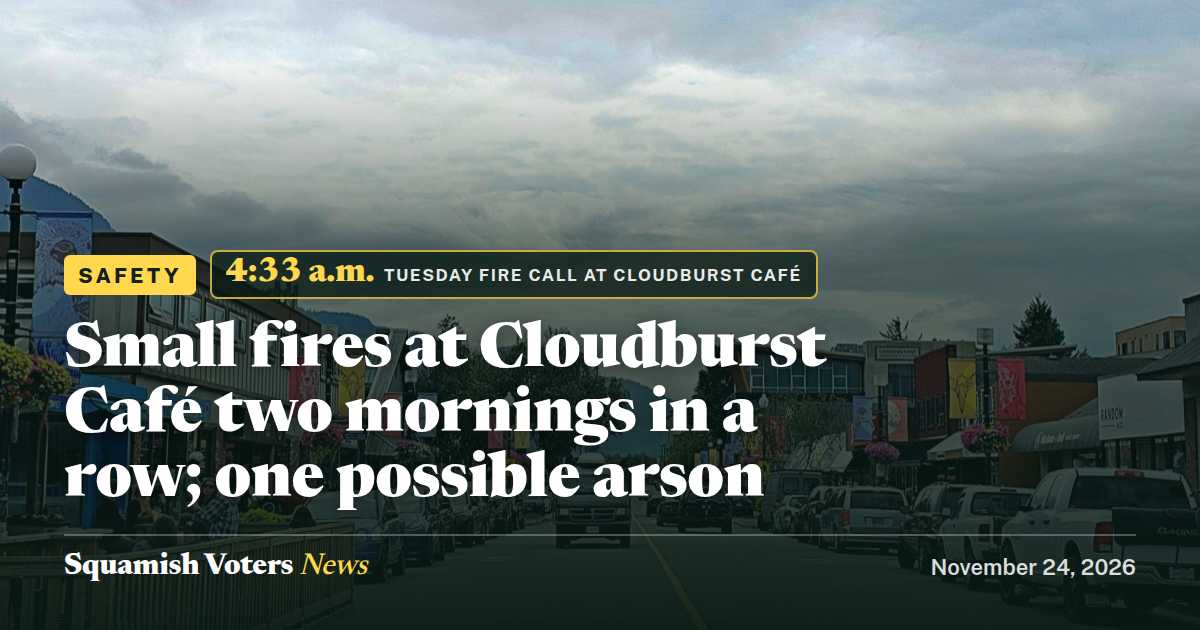 SAFETY
4:33 a.m. TUESDAY FIRE CALL AT CLOUDBURST CAFÉ
Small fires at Cloudburst
Café two mornings in a
row; one possible arson
Squamish Voters News
November 24, 2026
RANDOM